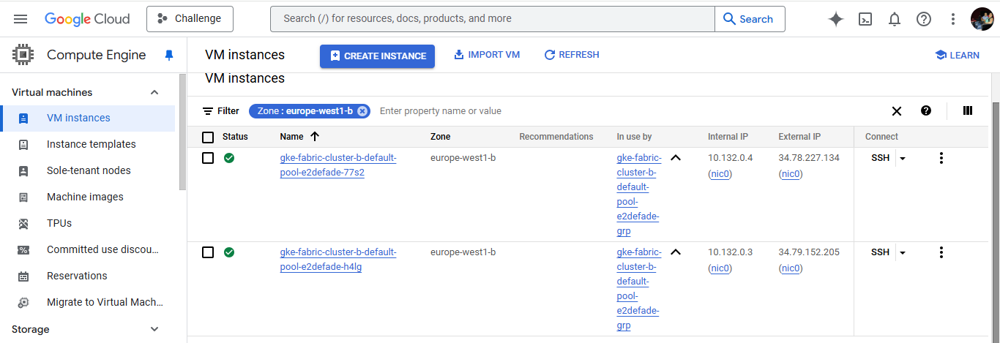 Google Cloud
Challenge
Search (/) for resources, docs, products, and more
Search
Compute Engine
VM instances
CREATE INSTANCE
IMPORT VM
REFRESH
LEARN
Virtual machines
VM instances
Instance templates
Sole-tenant nodes
Machine images
TPUs
Committed use discou...
Reservations
Migrate to Virtual Mach...
Storage
VM instances
Filter
Zone : europe-west1-b
Enter property name or value
Status Name Zone Recommendations In use by Internal IP External IP Connect
gke-fabric-cluster-b-default- europe-west1-b gke-fabric- 10.132.0.4 34.78.227.134 SSH
pool-e2defade-77s2 cluster-b- (nic0) (nic0)
default-
pool-
e2defade-
grp
gke-fabric-cluster-b-default- europe-west1-b gke-fabric- 10.132.0.3 34.79.152.205 SSH
pool-e2defade-h4lg cluster-b- (nic0) (nic0)
default-
pool-
e2defade-
grp